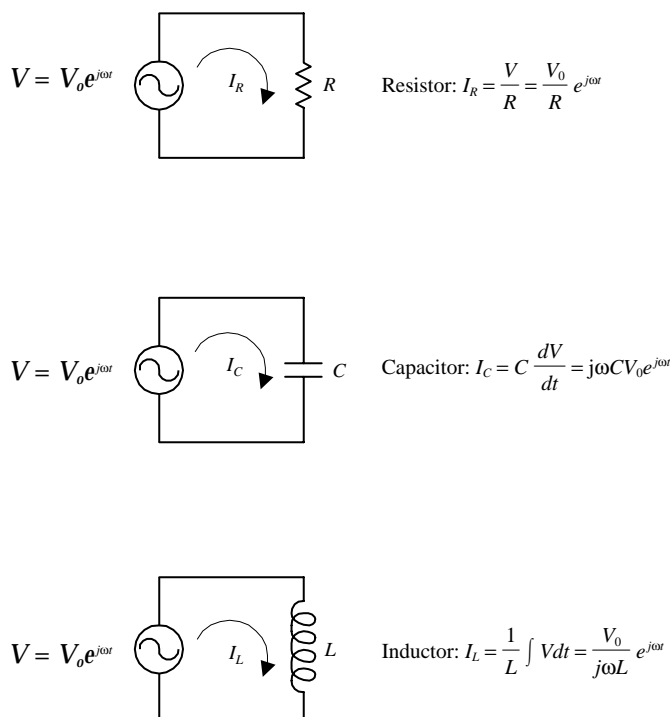 V = V₀e^{jωt} I_R R Resistor: I_R = V/R = V₀/R e^{jωt}
V = V₀e^{jωt} I_C C Capacitor: I_C = C dV/dt = jωCV₀e^{jωt}
V = V₀e^{jωt} I_L L Inductor: I_L = 1/L ∫ Vdt = V₀/jωL e^{jωt}